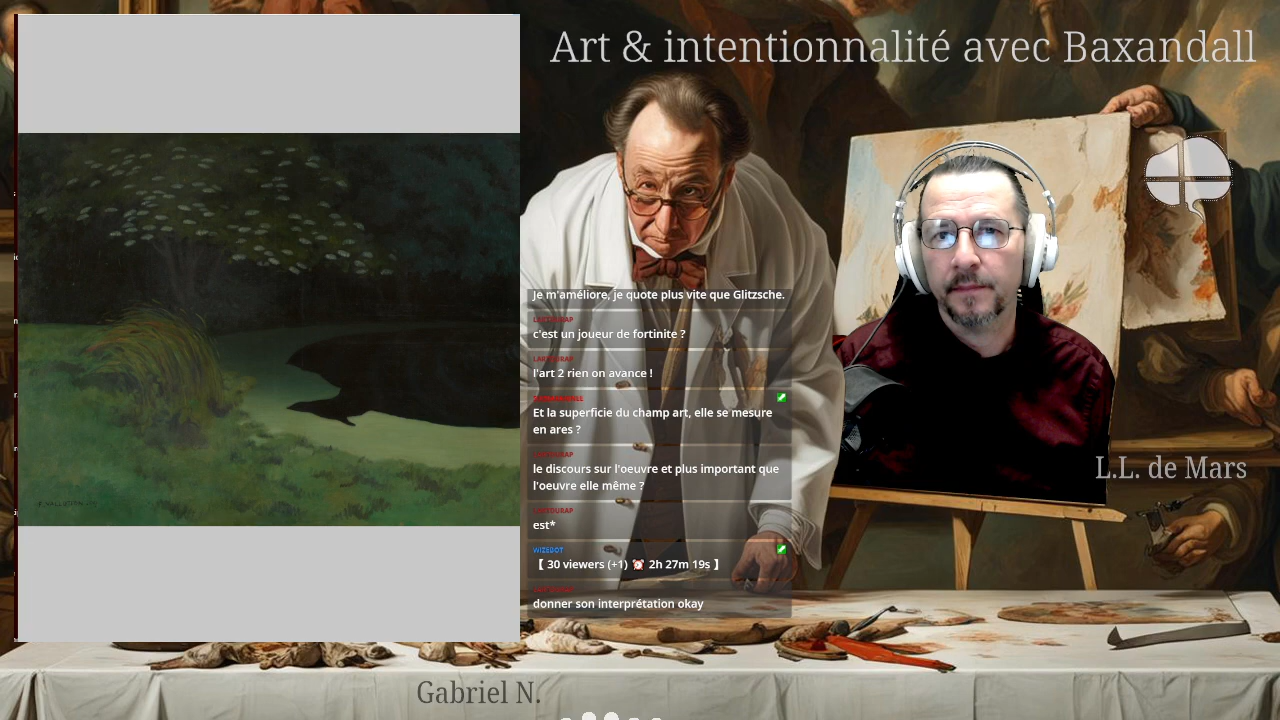 Art & intentionnalité avec Baxandall
Je m'améliore, je quote plus vite que Glitzsche.
c'est un joueur de fortinite ?
l'art 2 rien on avance !
Et la superficie du champ art, elle se mesure
en ares ?
le discours sur l'oeuvre et plus important que
l'oeuvre elle même ?
est*
WIZEBOT
【 30 viewers (+1) ⏰ 2h 27m 19s 】
donner son interprétation okay
L.L. de Mars
Gabriel N.